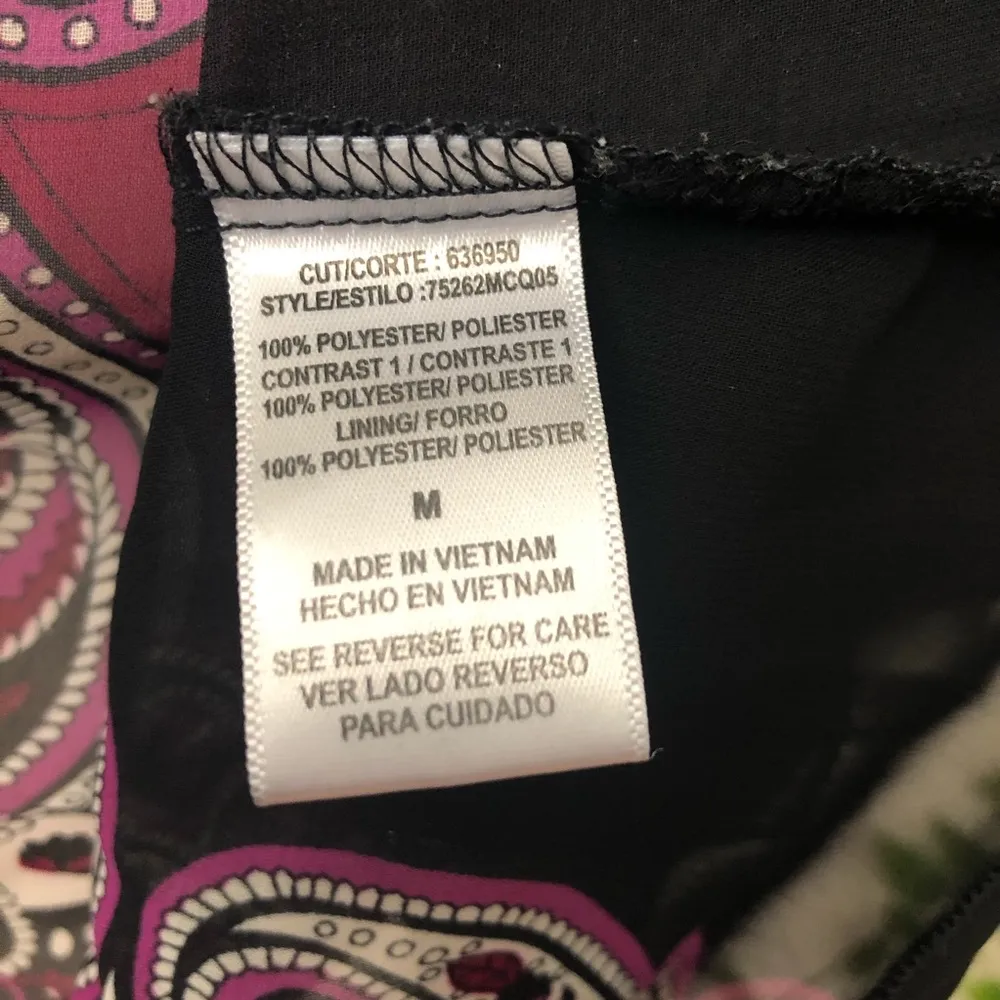 CUT/CORTE : 636950
STYLE/ESTILO :75262MCQ05
100% POLYESTER/ POLIESTER
CONTRAST 1 / CONTRASTE 1
100% POLYESTER/ POLIESTER
LINING/ FORRO
100% POLYESTER/ POLIESTER
M
MADE IN VIETNAM
HECHO EN VIETNAM
SEE REVERSE FOR CARE
VER LADO REVERSO
PARA CUIDADO